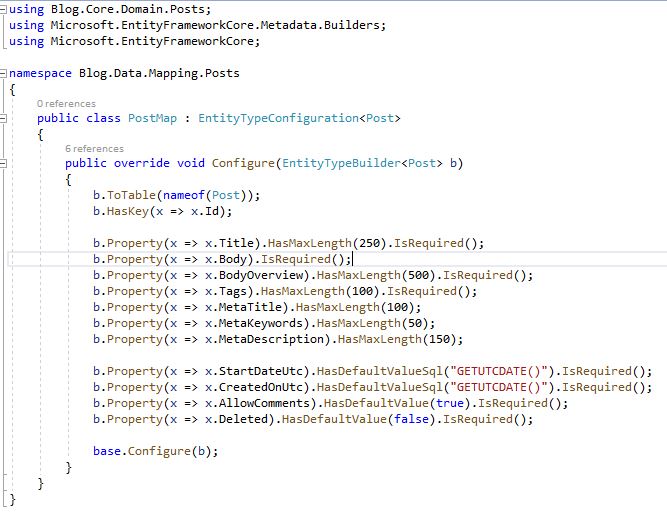 using Blog.Core.Domain.Posts;
using Microsoft.EntityFrameworkCore.Metadata.Builders;
using Microsoft.EntityFrameworkCore;

namespace Blog.Data.Mapping.Posts
{
    0 references
    public class PostMap : EntityTypeConfiguration<Post>
    {
        6 references
        public override void Configure(EntityTypeBuilder<Post> b)
        {
            b.ToTable(nameof(Post));
            b.HasKey(x => x.Id);

            b.Property(x => x.Title).HasMaxLength(250).IsRequired();
            b.Property(x => x.Body).IsRequired();
            b.Property(x => x.BodyOverview).HasMaxLength(500).IsRequired();
            b.Property(x => x.Tags).HasMaxLength(100).IsRequired();
            b.Property(x => x.MetaTitle).HasMaxLength(100);
            b.Property(x => x.MetaKeywords).HasMaxLength(50);
            b.Property(x => x.MetaDescription).HasMaxLength(150);

            b.Property(x => x.StartDateUtc).HasDefaultValueSql("GETUTCDATE()").IsRequired();
            b.Property(x => x.CreatedOnUtc).HasDefaultValueSql("GETUTCDATE()").IsRequired();
            b.Property(x => x.AllowComments).HasDefaultValue(true).IsRequired();
            b.Property(x => x.Deleted).HasDefaultValue(false).IsRequired();

            base.Configure(b);
        }
    }
}